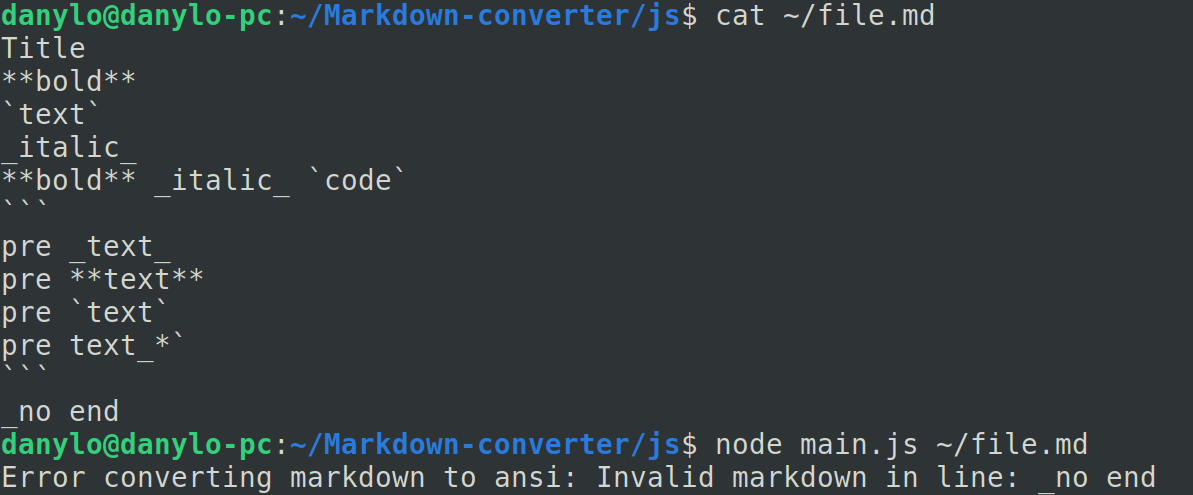 danylo@danylo-pc:~/Markdown-converter/js$ cat ~/file.md
Title
**bold**
`text`
_italic_
**bold** _italic_ `code`
```
pre _text_
pre **text**
pre `text`
pre text_*`
```
_no end
danylo@danylo-pc:~/Markdown-converter/js$ node main.js ~/file.md
Error converting markdown to ansi: Invalid markdown in line: _no end